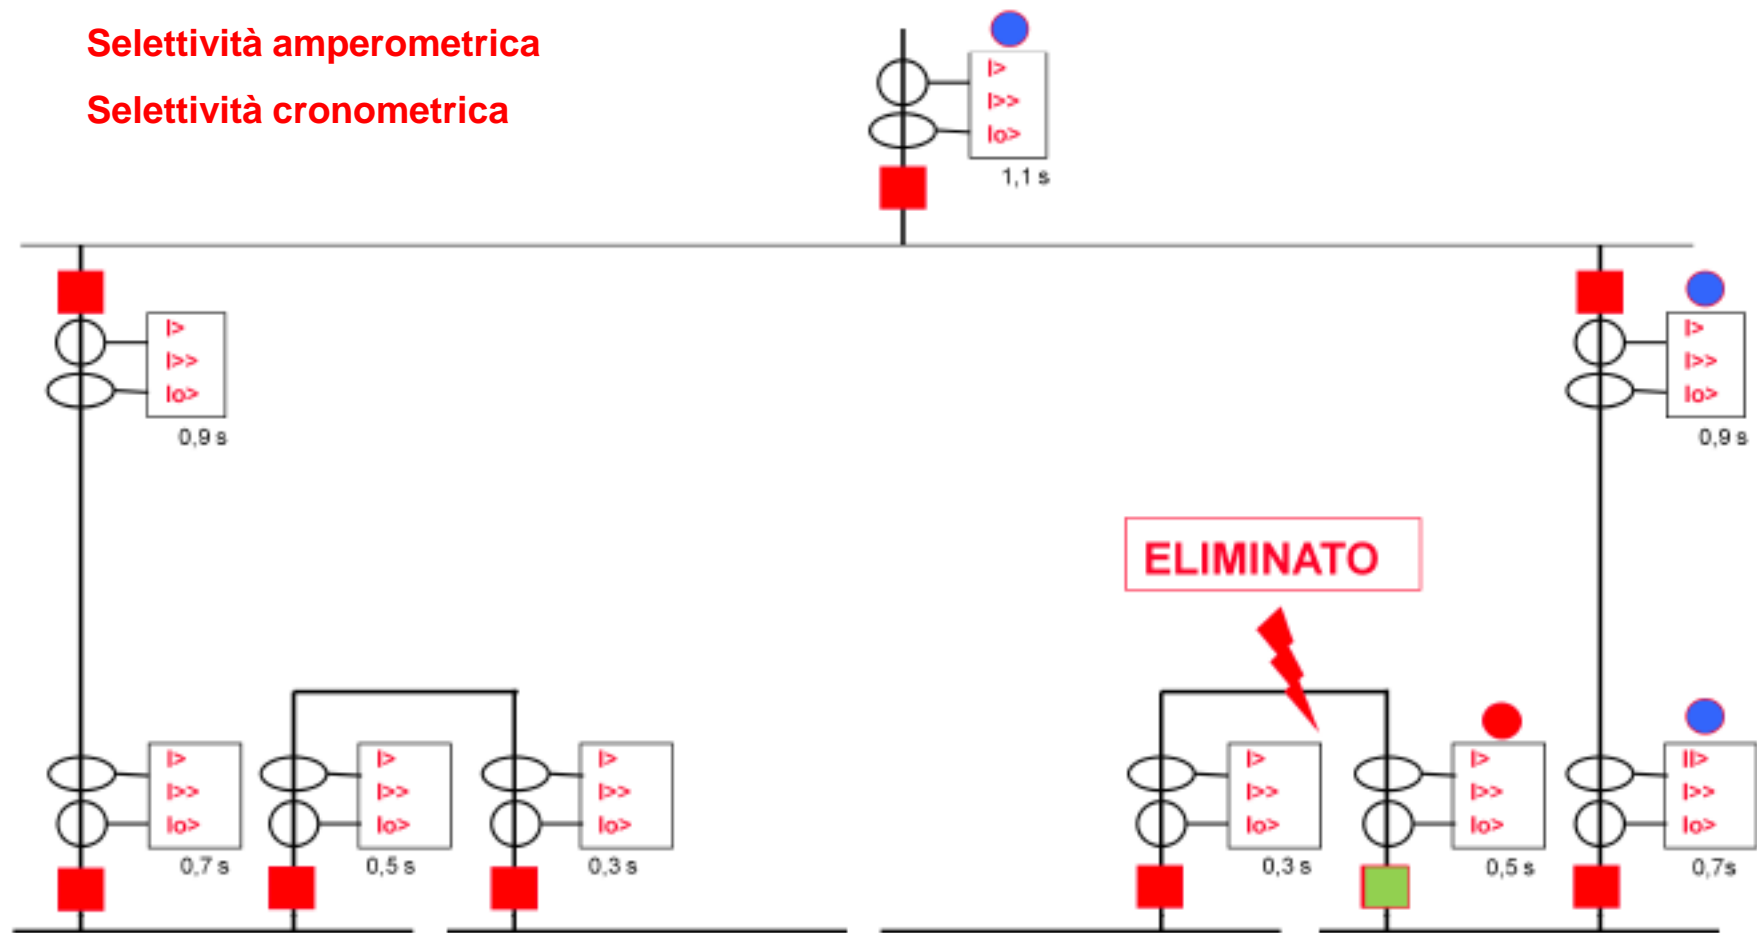 Selettività amperometrica
Selettività cronometrica
I>
I>>
Io>
1,1 s
I>
I>>
Io>
0,9 s
I>
I>>
Io>
0,9 s
ELIMINATO
I>
I>>
Io>
0,7 s
I>
I>>
Io>
0,5 s
I>
I>>
Io>
0,3 s
I>
I>>
Io>
0,3 s
I>
I>>
Io>
0,5 s
II>
I>>
Io>
0,7s